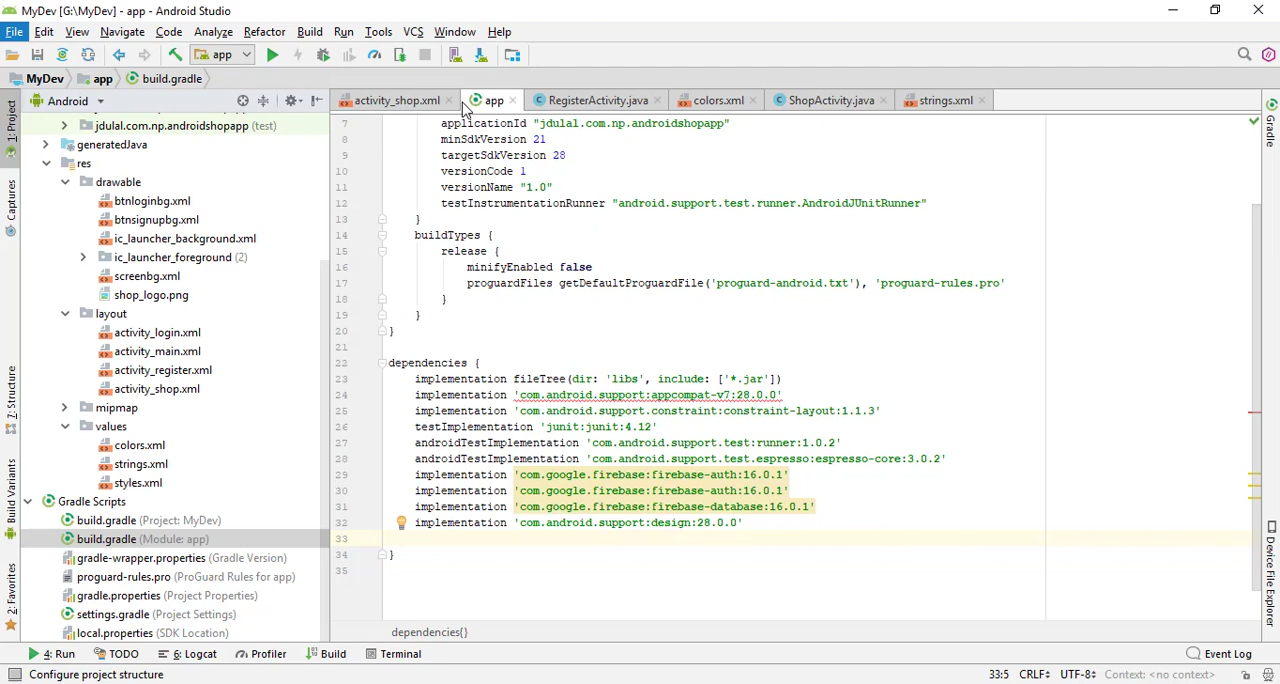 MyDev [G:\MyDev] - app - Android Studio
File Edit View Navigate Code Analyze Refactor Build Run Tools VCS Window Help
app
MyDev app build.gradle
Android
activity_shop.xml app RegisterActivity.java colors.xml ShopActivity.java strings.xml
1: Project
Captures
7: Structure
Build Variants
2: Favorites
jdulal.com.np.androidshopapp (test)
generatedJava
res
drawable
btnloginbg.xml
btnsignupbg.xml
ic_launcher_background.xml
ic_launcher_foreground (2)
screenbg.xml
shop_logo.png
layout
activity_login.xml
activity_main.xml
activity_register.xml
activity_shop.xml
mipmap
values
colors.xml
strings.xml
styles.xml
Gradle Scripts
build.gradle (Project: MyDev)
build.gradle (Module: app)
gradle-wrapper.properties (Gradle Version)
proguard-rules.pro (ProGuard Rules for app)
gradle.properties (Project Properties)
settings.gradle (Project Settings)
local.properties (SDK Location)
7 applicationId "jdulal.com.np.androidshopapp"
8 minSdkVersion 21
9 targetSdkVersion 28
10 versionCode 1
11 versionName "1.0"
12 testInstrumentationRunner "android.support.test.runner.AndroidJUnitRunner"
13 }
14 buildTypes {
15 release {
16 minifyEnabled false
17 proguardFiles getDefaultProguardFile('proguard-android.txt'), 'proguard-rules.pro'
18 }
19 }
20 }
21
22 dependencies {
23 implementation fileTree(dir: 'libs', include: ['*.jar'])
24 implementation 'com.android.support:appcompat-v7:28.0.0'
25 implementation 'com.android.support.constraint:constraint-layout:1.1.3'
26 testImplementation 'junit:junit:4.12'
27 androidTestImplementation 'com.android.support.test:runner:1.0.2'
28 androidTestImplementation 'com.android.support.test.espresso:espresso-core:3.0.2'
29 implementation 'com.google.firebase:firebase-auth:16.0.1'
30 implementation 'com.google.firebase:firebase-auth:16.0.1'
31 implementation 'com.google.firebase:firebase-database:16.0.1'
32 implementation 'com.android.support:design:28.0.0'
33
34 }
35
dependencies{}
Gradle
Device File Explorer
4: Run TODO 6: Logcat Profiler Build Terminal Event Log
Configure project structure 33:5 CRLF UTF-8 Context: <no context>